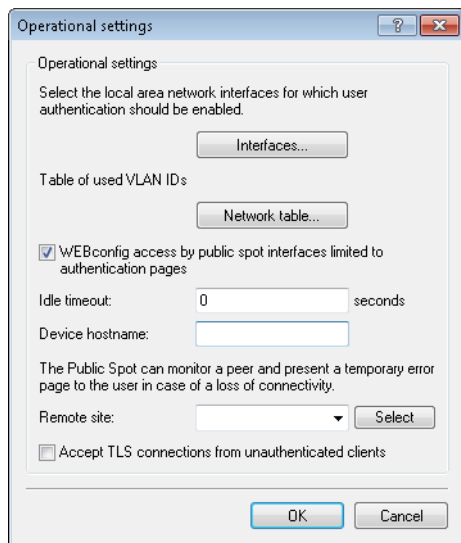 Operational settings
Operational settings
Select the local area network interfaces for which user
authentication should be enabled.
Interfaces...
Table of used VLAN IDs
Network table...
WEBconfig access by public spot interfaces limited to
authentication pages
Idle timeout: 0 seconds
Device hostname:
The Public Spot can monitor a peer and present a temporary error
page to the user in case of a loss of connectivity.
Remote site: Select
Accept TLS connections from unauthenticated clients
OK Cancel